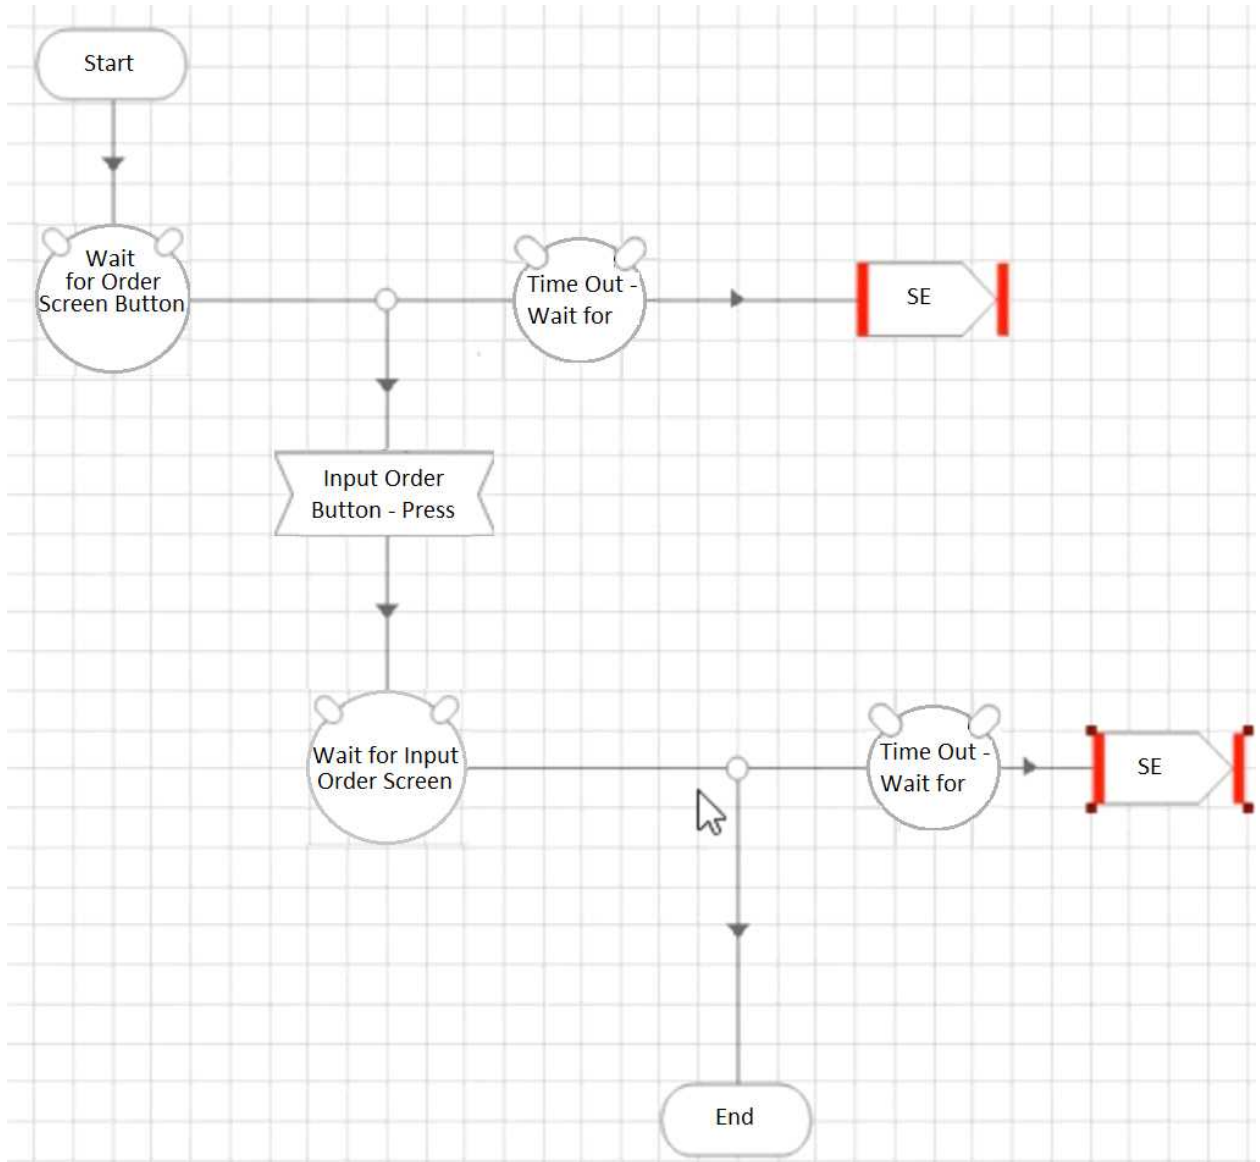 Start
Wait
for Order
Screen Button
Time Out -
Wait for
SE
Input Order
Button - Press
Wait for Input
Order Screen
Time Out -
Wait for
SE
End